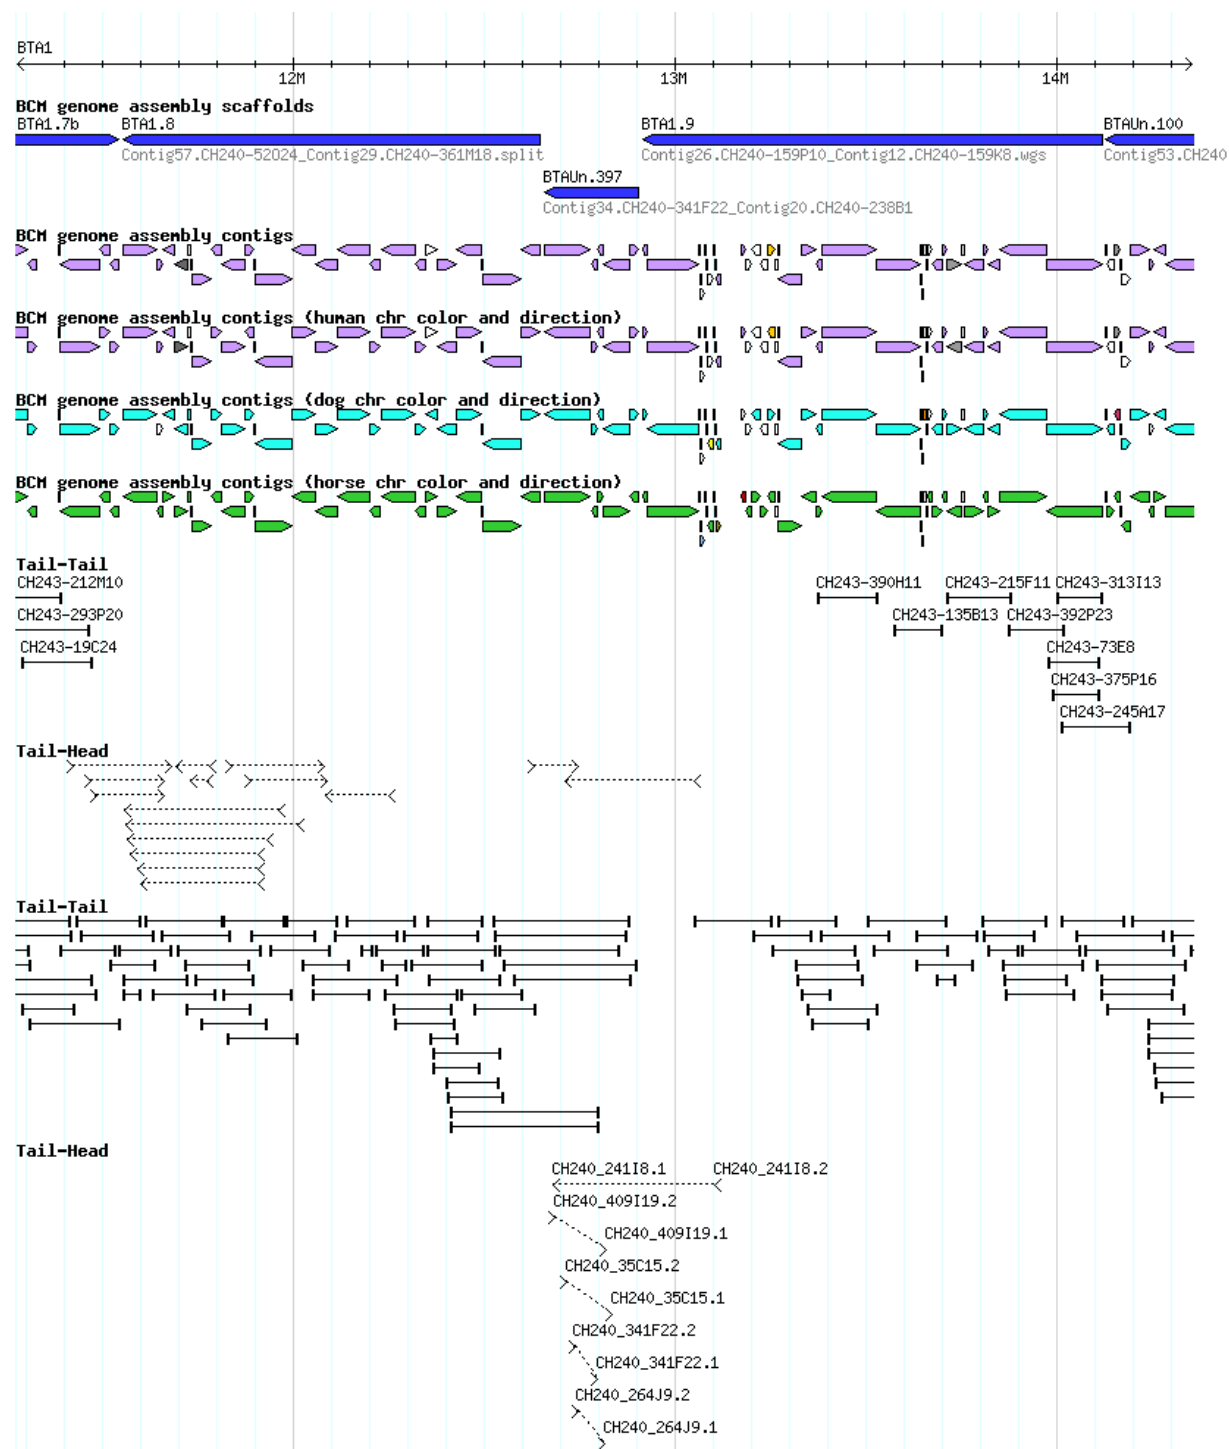 BTA1
12M 13M 14M
BCM genome assembly scaffolds
BTA1.7b BTA1.8 BTA1.9 BTAUn.100
Contig57.CH240-52O24_Contig29.CH240-361M18.split Contig26.CH240-159P10_Contig12.CH240-159K8.wgs Contig53.CH240
BTAUn.397
Contig34.CH240-341F22_Contig20.CH240-238B1
BCM genome assembly contigs
BCM genome assembly contigs (human chr color and direction)
BCM genome assembly contigs (dog chr color and direction)
BCM genome assembly contigs (horse chr color and direction)
Tail-Tail
CH243-212M10 CH243-390H11 CH243-215F11 CH243-313I13
CH243-293P20 CH243-135B13 CH243-392P23
CH243-19C24 CH243-73E8
CH243-375P16
CH243-245A17
Tail-Head
Tail-Tail
Tail-Head
CH240_241I8.1 CH240_241I8.2
CH240_409I19.2
CH240_409I19.1
CH240_35C15.2
CH240_35C15.1
CH240_341F22.2
CH240_341F22.1
CH240_264J9.2
CH240_264J9.1